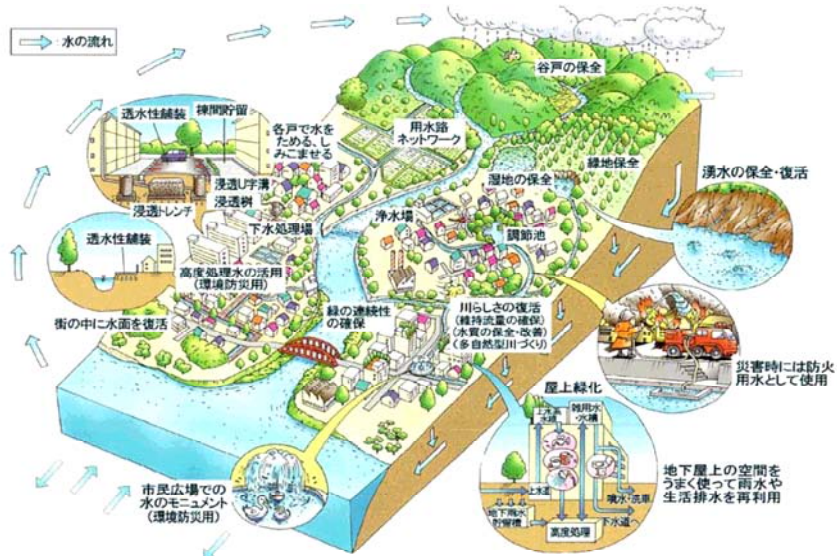 水の流れ
谷戸の保全
透水性舗装
棟間貯留
各戸で水を
ためる、し
みこませる
用水路
ネットワーク
緑地保全
湧水の保全・復活
湿地の保全
浸透U字溝
浸透桝
浸透トレンチ
下水処理場
浄水場
調節池
透水性舗装
高度処理水の活用
(環境防災用)
緑の連続性
の確保
川らしさの復活
(維持流量の確保)
(水質の保全・改善)
(多自然型川づくり)
街の中に水面を復活
災害時には防火
用水として使用
屋上緑化
上水系
水槽
雑用水
・水槽
上水道
地下雨水
貯留槽
高度処理
噴水・洗車
下水道へ
地下屋上の空間を
うまく使って雨水や
生活排水を再利用
市民広場での
水のモニュメント
(環境防災用)